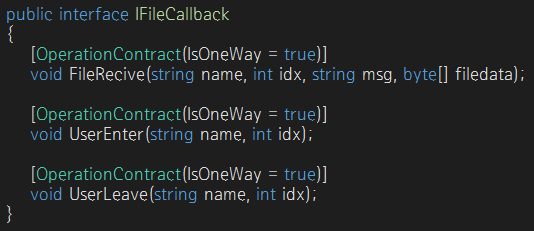 public interface IFileCallback
{
[OperationContract(IsOneWay = true)]
void FileRecive(string name, int idx, string msg, byte[] filedata);
[OperationContract(IsOneWay = true)]
void UserEnter(string name, int idx);
[OperationContract(IsOneWay = true)]
void UserLeave(string name, int idx);
}